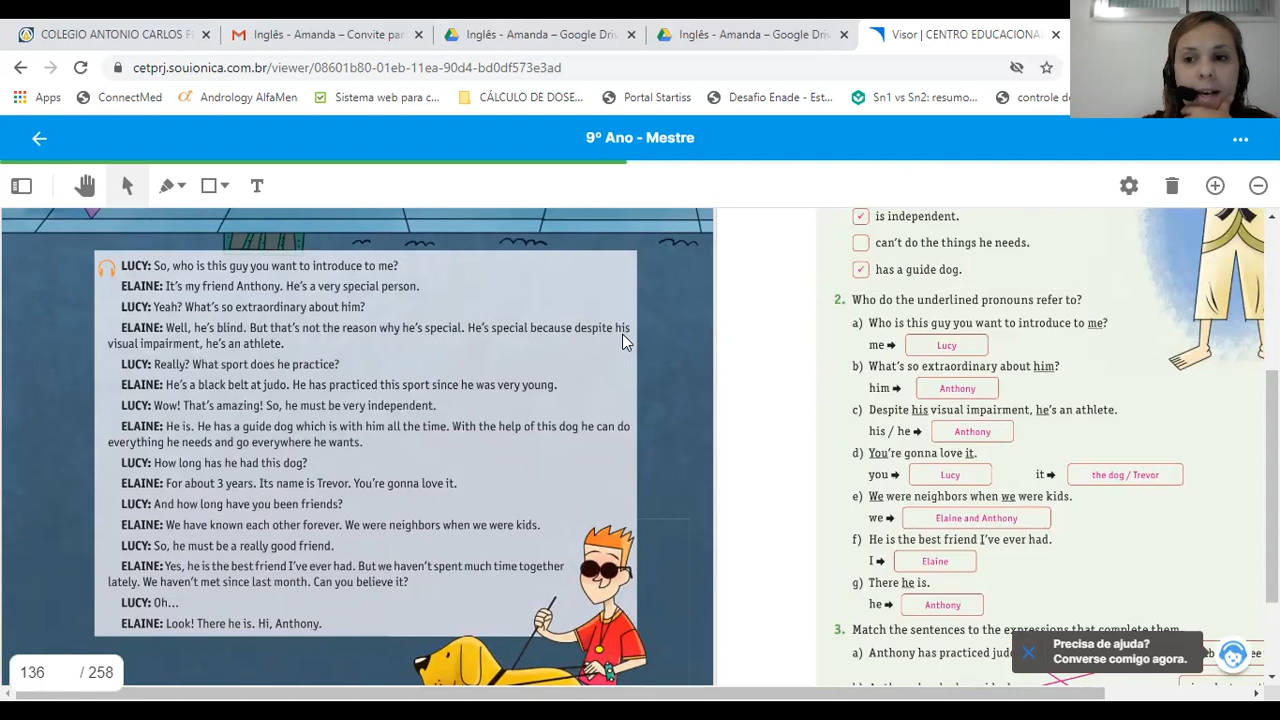 COLEGIO ANTONIO CARLOS
Inglês - Amanda – Convite par
Inglês - Amanda – Google Driv
Inglês - Amanda – Google Driv
Visor | CENTRO EDUCACIONAL
cetprj.souionica.com.br/viewer/08601b80-01eb-11ea-90d4-bd0df573e3ad
Apps
ConnectMed
Andrology AlfaMen
Sistema web para c...
CÁLCULO DE DOSE...
Portal Startiss
Desafio Enade - Est...
Sn1 vs Sn2: resumo...
controle d
9º Ano - Mestre
T
LUCY: So, who is this guy you want to introduce to me?
ELAINE: It's my friend Anthony. He's a very special person.
LUCY: Yeah? What's so extraordinary about him?
ELAINE: Well, he's blind. But that's not the reason why he's special. He's special because despite his
visual impairment, he's an athlete.
LUCY: Really? What sport does he practice?
ELAINE: He's a black belt at judo. He has practiced this sport since he was very young.
LUCY: Wow! That's amazing! So, he must be very independent.
ELAINE: He is. He has a guide dog which is with him all the time. With the help of this dog he can do
everything he needs and go everywhere he wants.
LUCY: How long has he had this dog?
ELAINE: For about 3 years. Its name is Trevor. You're gonna love it.
LUCY: And how long have you been friends?
ELAINE: We have known each other forever. We were neighbors when we were kids.
LUCY: So, he must be a really good friend.
ELAINE: Yes, he is the best friend I've ever had. But we haven't spent much time together
lately. We haven't met since last month. Can you believe it?
LUCY: Oh...
ELAINE: Look! There he is. Hi, Anthony.
136 / 258
is independent.
can't do the things he needs.
has a guide dog.
2. Who do the underlined pronouns refer to?
a) Who is this guy you want to introduce to me?
me ➡ Lucy
b) What's so extraordinary about him?
him ➡ Anthony
c) Despite his visual impairment, he's an athlete.
his / he ➡ Anthony
d) You're gonna love it.
you ➡ Lucy it ➡ the dog / Trevor
e) We were neighbors when we were kids.
we ➡ Elaine and Anthony
f) He is the best friend I've ever had.
I ➡ Elaine
g) There he is.
he ➡ Anthony
3. Match the sentences to the expressions that complete them.
a) Anthony has practiced judo
Precisa de ajuda?
Converse comigo agora.